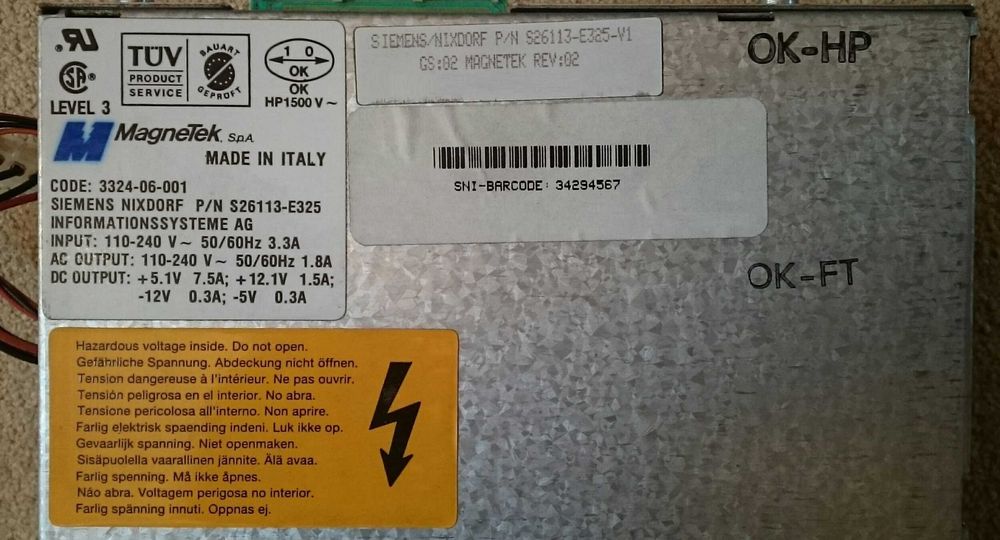 RU
SA
LEVEL 3
TÜV
PRODUCT
SERVICE
BAUART
GEPRÜFT
1 0
OK
OK
HP1500 V~
MagneTek S.p.A
MADE IN ITALY
CODE: 3324-06-001
SIEMENS NIXDORF P/N S26113-E325
INFORMATIONSSYSTEME AG
INPUT: 110-240 V~ 50/60Hz 3.3A
AC OUTPUT: 110-240 V~ 50/60Hz 1.8A
DC OUTPUT: +5.1V 7.5A; +12.1V 1.5A;
-12V 0.3A; -5V 0.3A
SIEMENS/NIXDORF P/N S26113-E325-V1
GS:02 MAGNETEK REV:02
SNI-BARCODE: 34294567
OK-HP
OK-FT
Hazardous voltage inside. Do not open.
Gefährliche Spannung. Abdeckung nicht öffnen.
Tension dangereuse à l'intérieur. Ne pas ouvrir.
Tensión peligrosa en el interior. No abra.
Tensione pericolosa all'interno. Non aprire.
Farlig elektrisk spaending indeni. Luk ikke op.
Gevaarlijk spanning. Niet openmaken.
Sisäpuolella vaarallinen jännite. Älä avaa.
Farlig spenning. Må ikke åpnes.
Não abra. Voltagem perigosa no interior.
Farlig spänning innuti. Öppnas ej.